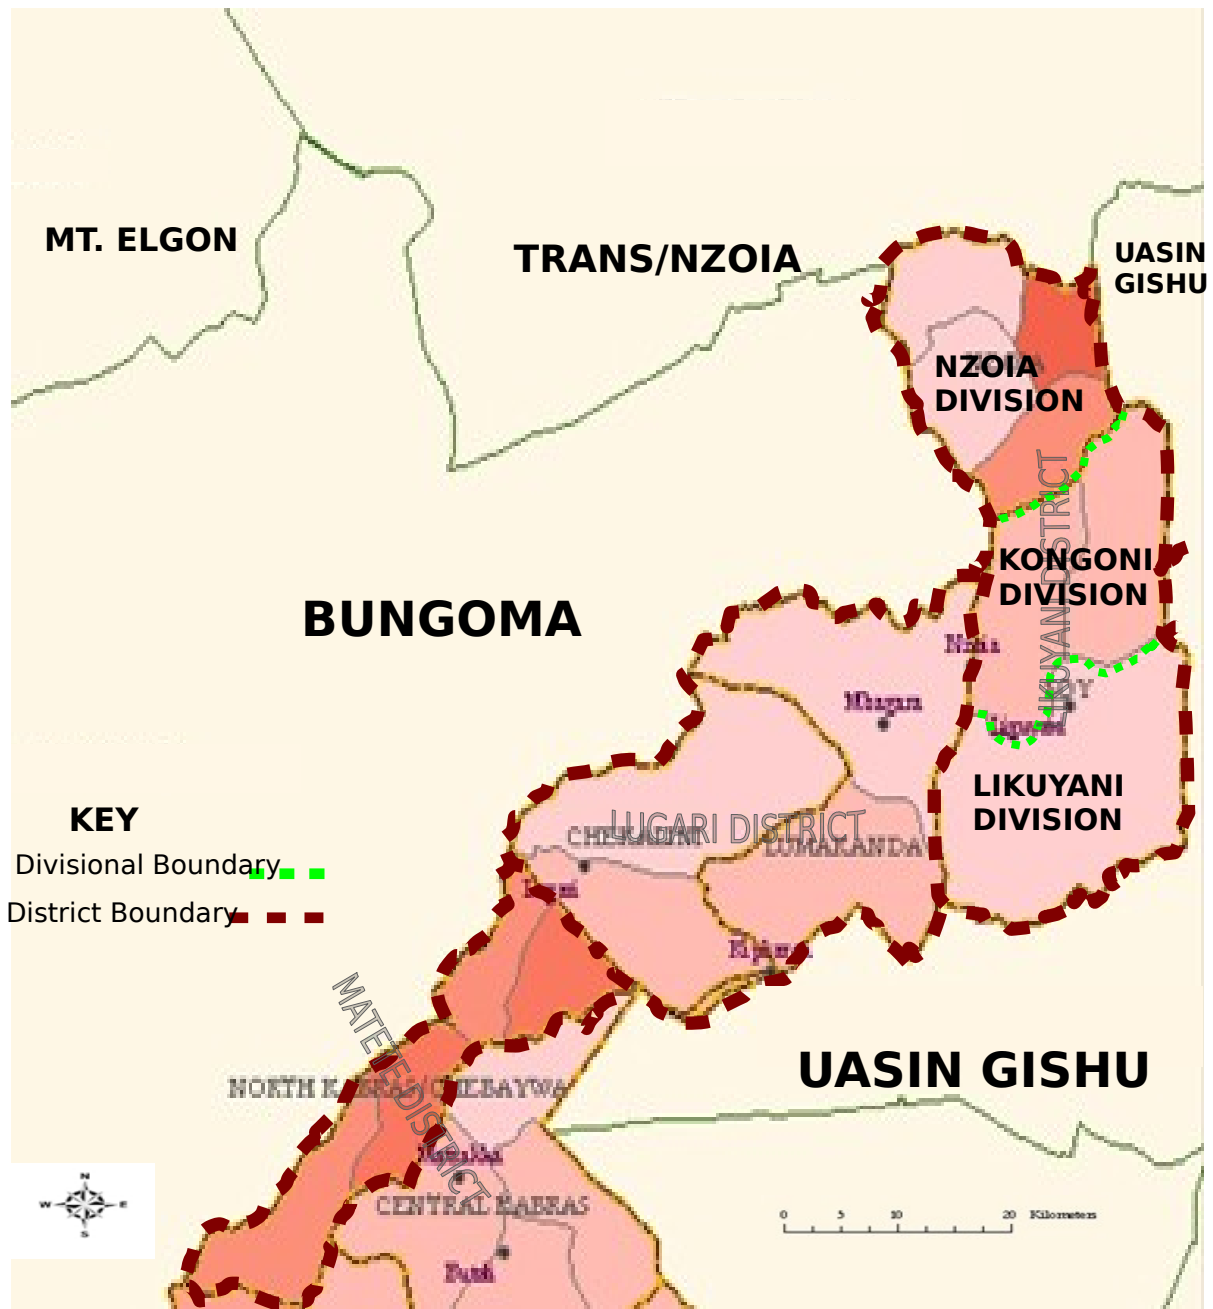 MT. ELGON
TRANS/NZOIA
UASIN
GISHU
NZOIA
DIVISION
LIKUYANI DISTRICT
KONGONI
DIVISION
BUNGOMA
LIKUYANI
DIVISION
KEY
LUGARI DISTRICT
LUMAKANDA
Divisional Boundary
District Boundary
MATETE DISTRICT
UASIN GISHU
CENTRAL KABRAS
N
W
E
S
0 5 10 20 Kilometers